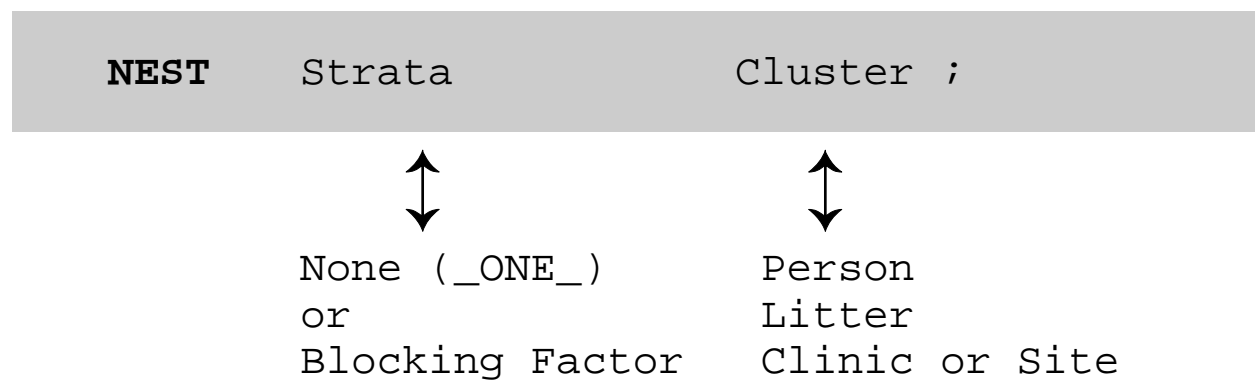 NEST Strata Cluster ;
None (_ONE_) Person
or Litter
Blocking Factor Clinic or Site